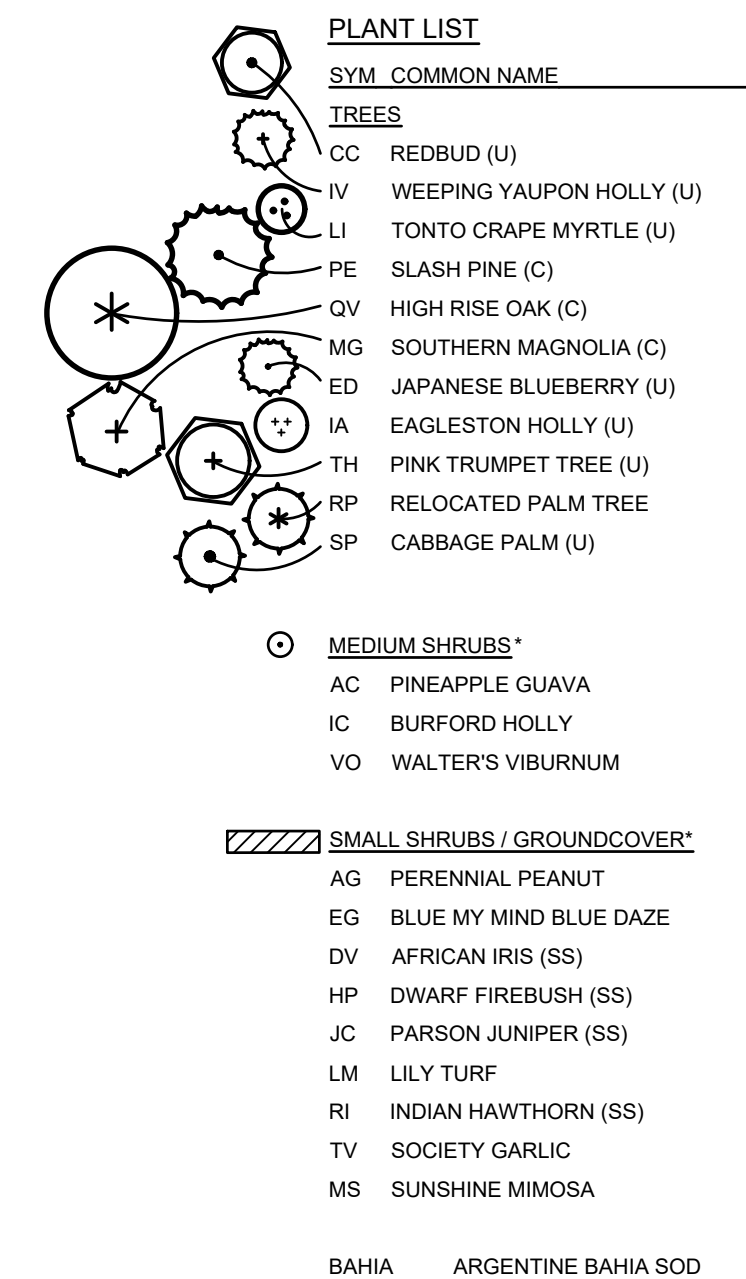 PLANT LIST
SYM COMMON NAME
TREES
CC REDBUD (U)
IV WEEPING YAUPON HOLLY (U)
LI TONTO CRAPE MYRTLE (U)
PE SLASH PINE (C)
QV HIGH RISE OAK (C)
MG SOUTHERN MAGNOLIA (C)
ED JAPANESE BLUEBERRY (U)
IA EAGLESTON HOLLY (U)
TH PINK TRUMPET TREE (U)
RP RELOCATED PALM TREE
SP CABBAGE PALM (U)
MEDIUM SHRUBS*
AC PINEAPPLE GUAVA
IC BURFORD HOLLY
VO WALTER'S VIBURNUM
SMALL SHRUBS / GROUNDCOVER*
AG PERENNIAL PEANUT
EG BLUE MY MIND BLUE DAZE
DV AFRICAN IRIS (SS)
HP DWARF FIREBUSH (SS)
JC PARSON JUNIPER (SS)
LM LILY TURF
RI INDIAN HAWTHORN (SS)
TV SOCIETY GARLIC
MS SUNSHINE MIMOSA
BAHIA ARGENTINE BAHIA SOD